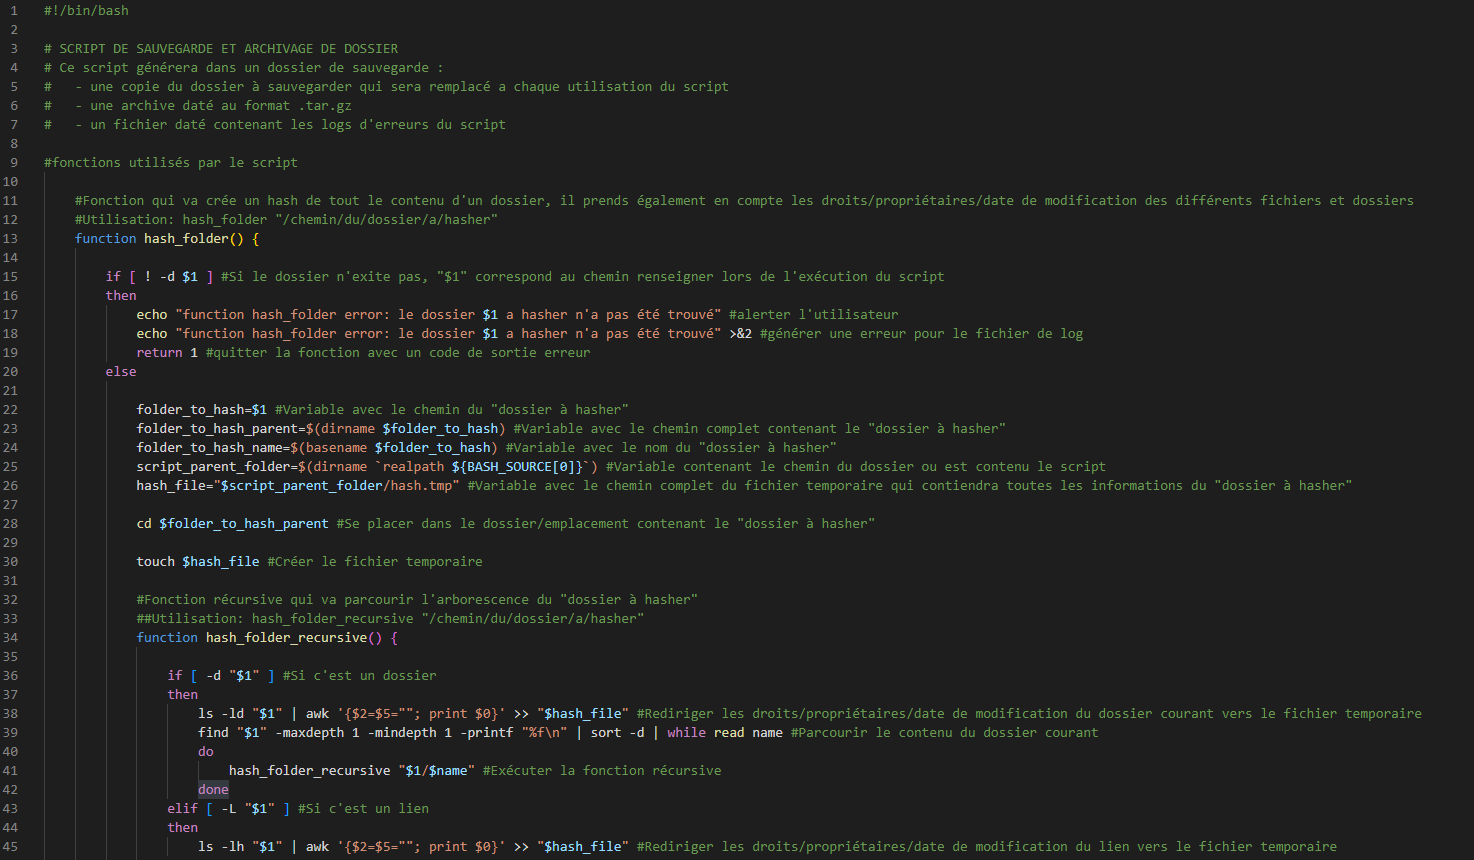 1 #!/bin/bash
2
3 # SCRIPT DE SAUVEGARDE ET ARCHIVAGE DE DOSSIER
4 # Ce script générera dans un dossier de sauvegarde :
5 #   - une copie du dossier à sauvegarder qui sera remplacé a chaque utilisation du script
6 #   - une archive daté au format .tar.gz
7 #   - un fichier daté contenant les logs d'erreurs du script
8
9 #fonctions utilisés par le script
10
11     #Fonction qui va crée un hash de tout le contenu d'un dossier, il prends également en compte les droits/propriétaires/date de modification des différents fichiers et dossiers
12     #Utilisation: hash_folder "/chemin/du/dossier/a/hasher"
13     function hash_folder() {
14
15         if [ ! -d $1 ] #Si le dossier n'exite pas, "$1" correspond au chemin renseigner lors de l'exécution du script
16         then
17             echo "function hash_folder error: le dossier $1 a hasher n'a pas été trouvé" #alerter l'utilisateur
18             echo "function hash_folder error: le dossier $1 a hasher n'a pas été trouvé" >&2 #générer une erreur pour le fichier de log
19             return 1 #quitter la fonction avec un code de sortie erreur
20         else
21
22             folder_to_hash=$1 #Variable avec le chemin du "dossier à hasher"
23             folder_to_hash_parent=$(dirname $folder_to_hash) #Variable avec le chemin complet contenant le "dossier à hasher"
24             folder_to_hash_name=$(basename $folder_to_hash) #Variable avec le nom du "dossier à hasher"
25             script_parent_folder=$(dirname `realpath ${BASH_SOURCE[0]}`) #Variable contenant le chemin du dossier ou est contenu le script
26             hash_file="$script_parent_folder/hash.tmp" #Variable avec le chemin complet du fichier temporaire qui contiendra toutes les informations du "dossier à hasher"
27
28             cd $folder_to_hash_parent #Se placer dans le dossier/emplacement contenant le "dossier à hasher"
29
30             touch $hash_file #Créer le fichier temporaire
31
32             #Fonction récursive qui va parcourir l'arborescence du "dossier à hasher"
33             ##Utilisation: hash_folder_recursive "/chemin/du/dossier/a/hasher"
34             function hash_folder_recursive() {
35
36                 if [ -d "$1" ] #Si c'est un dossier
37                 then
38                     ls -ld "$1" | awk '{$2=$5=""; print $0}' >> "$hash_file" #Rediriger les droits/propriétaires/date de modification du dossier courant vers le fichier temporaire
39                     find "$1" -maxdepth 1 -mindepth 1 -printf "%f\n" | sort -d | while read name #Parcourir le contenu du dossier courant
40                     do
41                         hash_folder_recursive "$1/$name" #Exécuter la fonction récursive
42                     done
43                 elif [ -L "$1" ] #Si c'est un lien
44                 then
45                     ls -lh "$1" | awk '{$2=$5=""; print $0}' >> "$hash_file" #Rediriger les droits/propriétaires/date de modification du lien vers le fichier temporaire